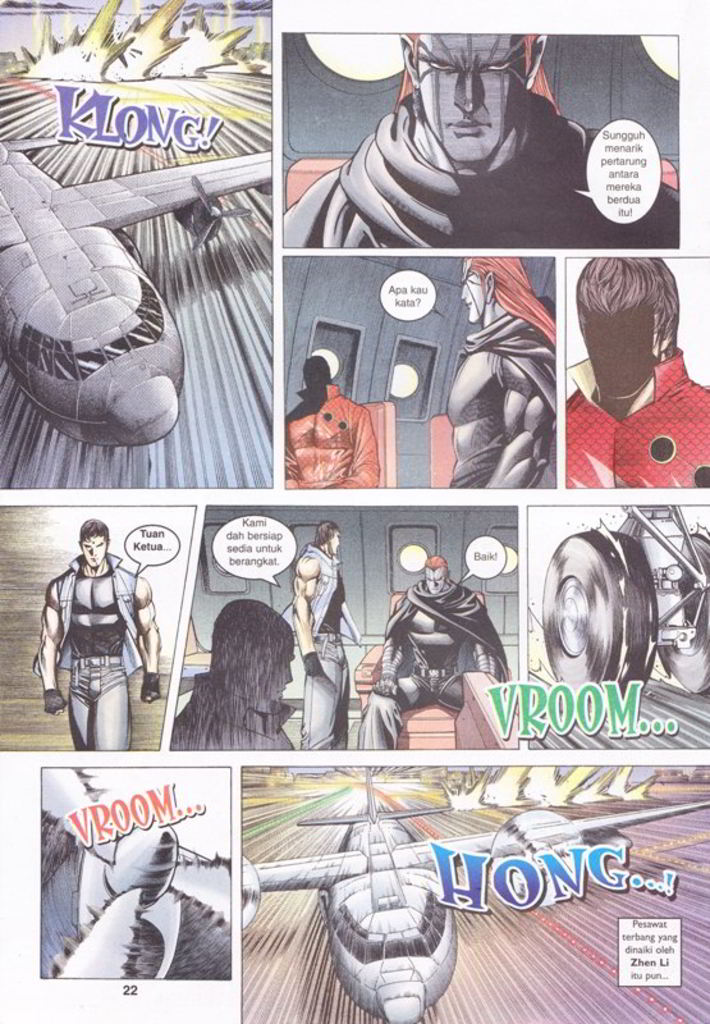 KLONG!
Sungguh
menarik
pertarung
antara
mereka
berdua
itu!
Apa kau
kata?
Tuan
Ketua...
Kami
dah bersiap
sedia untuk
berangkat.
Baik!
VROOM...
VROOM...
HONG...!
Pesawat
terbang yang
dinaiki oleh
Zhen Li
itu pun...
22